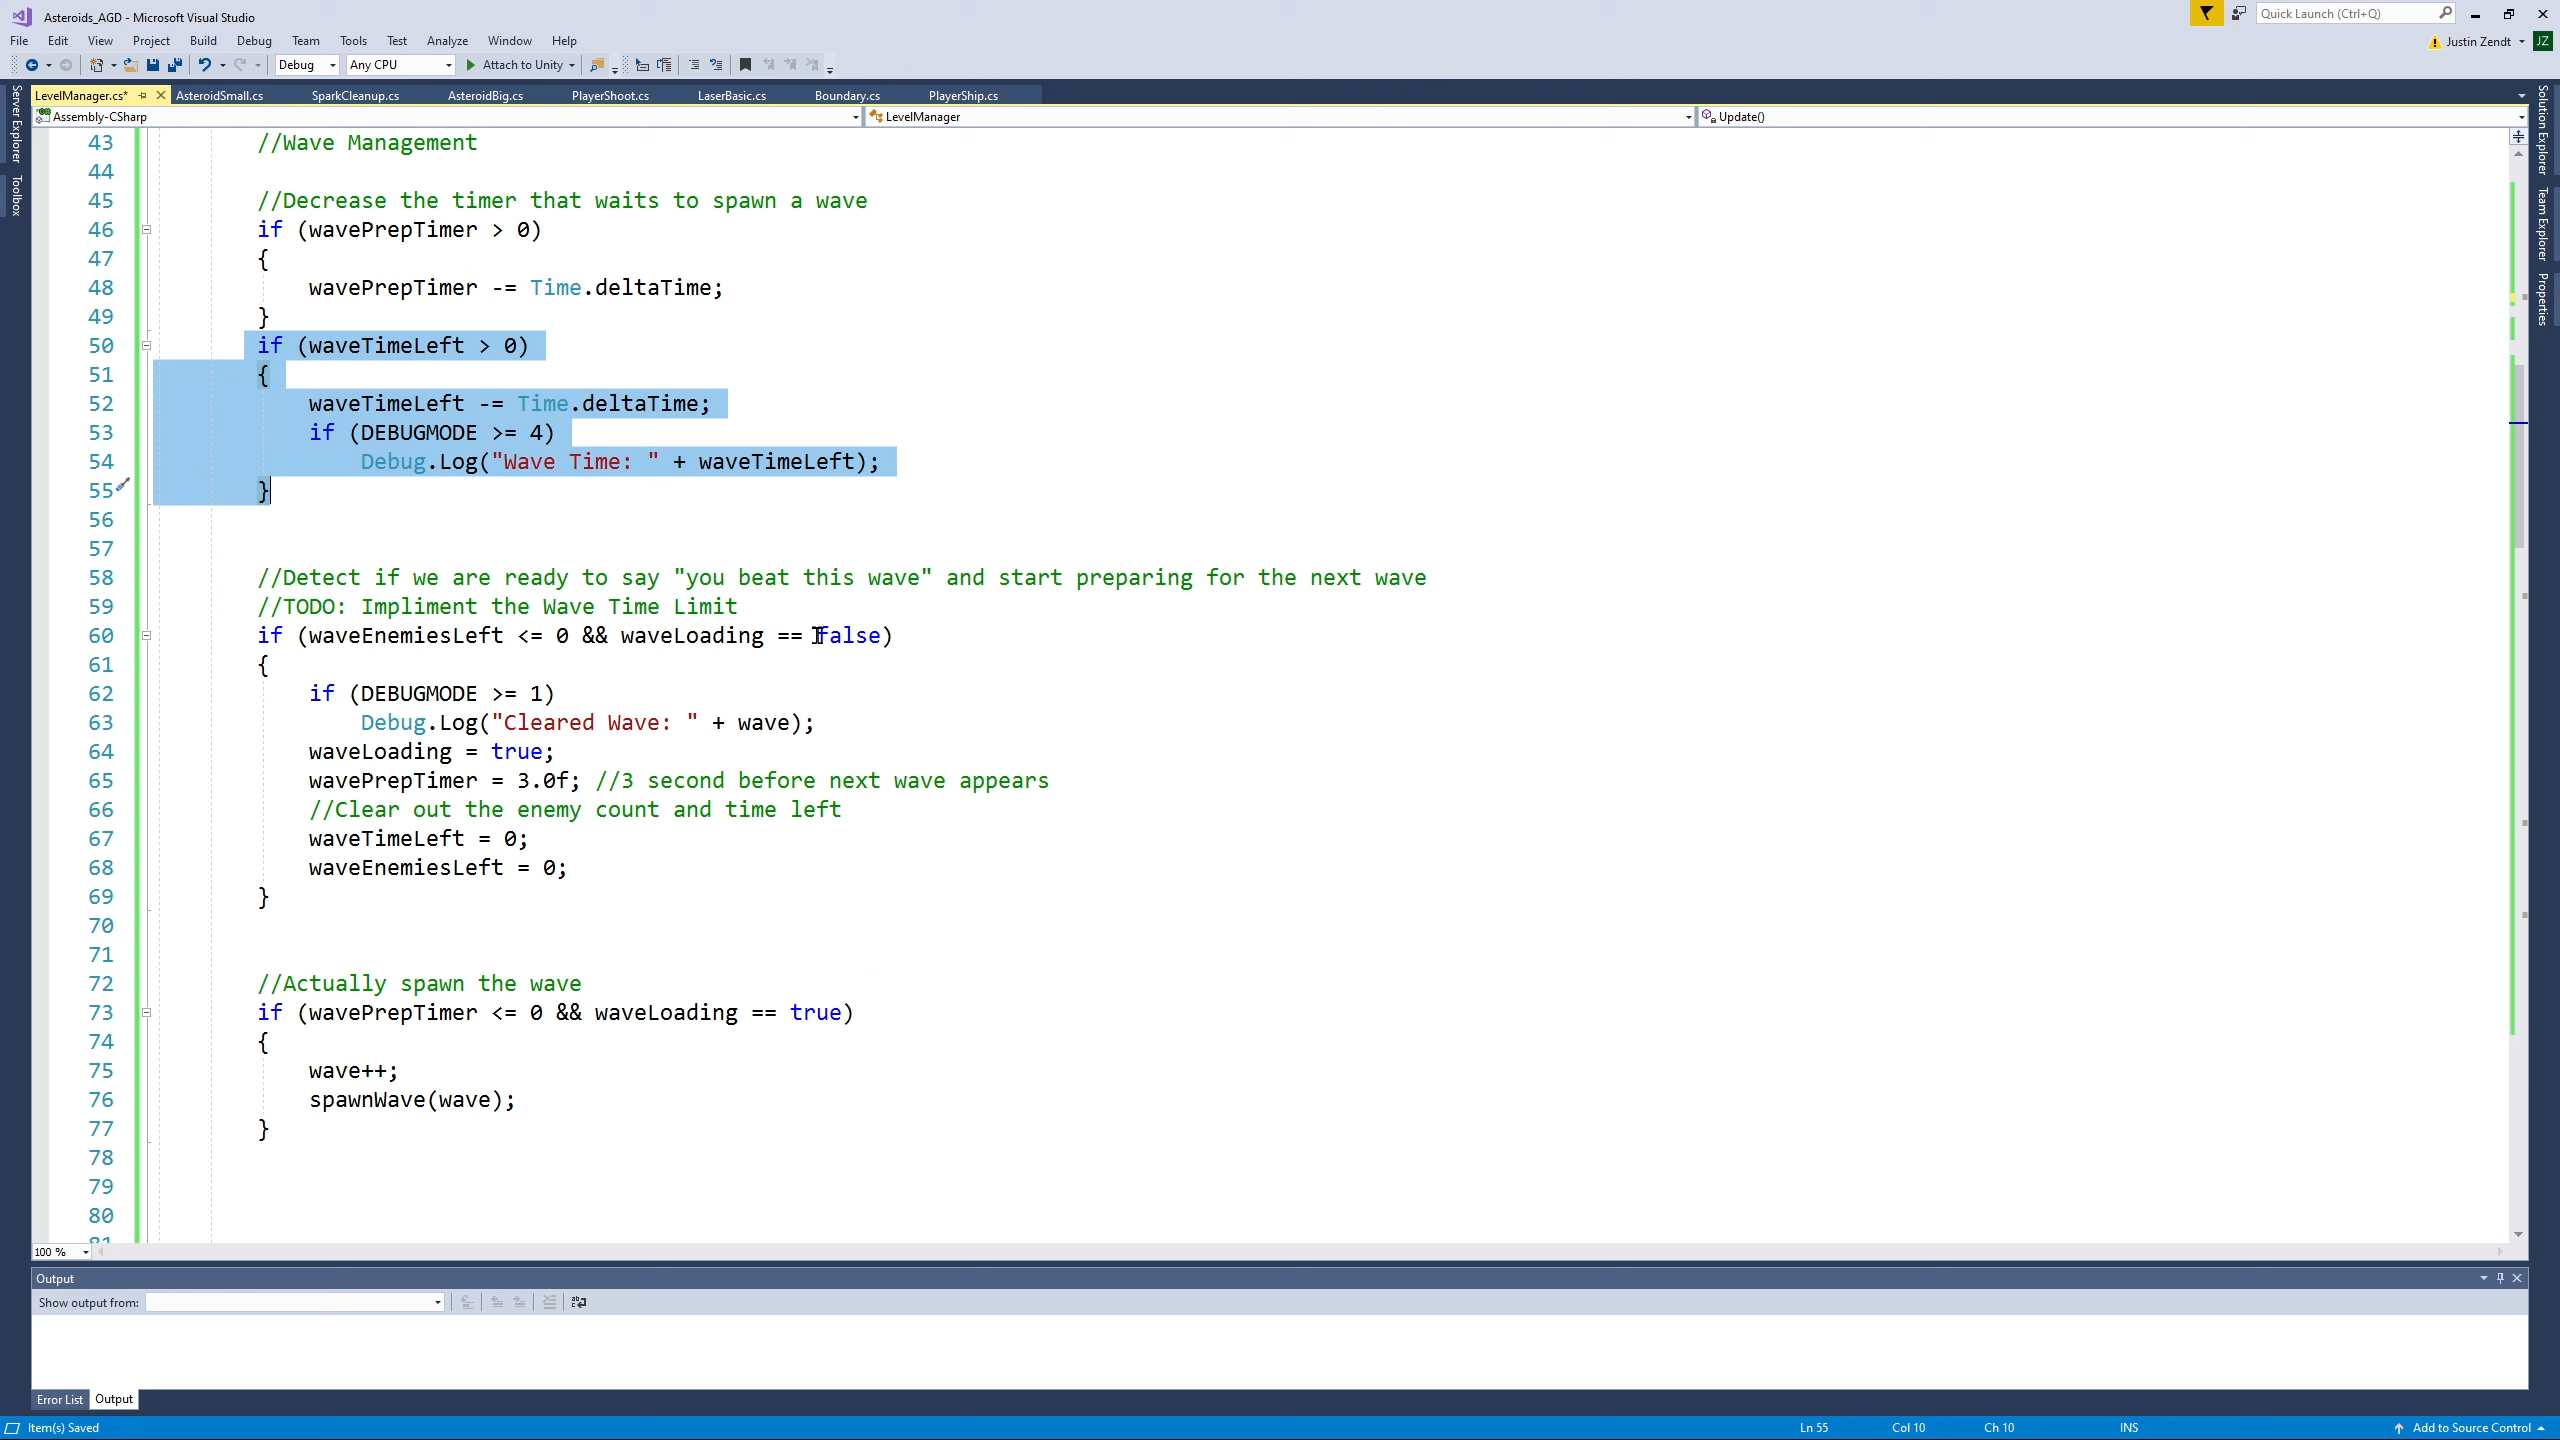 Asteroids_AGD - Microsoft Visual Studio
Quick Launch (Ctrl+Q)
File Edit View Project Build Debug Team Tools Test Analyze Window Help
Justin Zendt JZ
Debug Any CPU Attach to Unity
LevelManager.cs* AsteroidSmall.cs SparkCleanup.cs AsteroidBig.cs PlayerShoot.cs LaserBasic.cs Boundary.cs PlayerShip.cs
Assembly-CSharp LevelManager Update()
Server Explorer
Toolbox
Solution Explorer
Team Explorer
Properties
43 //Wave Management
44
45 //Decrease the timer that waits to spawn a wave
46 if (wavePrepTimer > 0)
47 {
48 wavePrepTimer -= Time.deltaTime;
49 }
50 if (waveTimeLeft > 0)
51 {
52 waveTimeLeft -= Time.deltaTime;
53 if (DEBUGMODE >= 4)
54 Debug.Log("Wave Time: " + waveTimeLeft);
55 }
56
57
58 //Detect if we are ready to say "you beat this wave" and start preparing for the next wave
59 //TODO: Impliment the Wave Time Limit
60 if (waveEnemiesLeft <= 0 && waveLoading == false)
61 {
62 if (DEBUGMODE >= 1)
63 Debug.Log("Cleared Wave: " + wave);
64 waveLoading = true;
65 wavePrepTimer = 3.0f; //3 second before next wave appears
66 //Clear out the enemy count and time left
67 waveTimeLeft = 0;
68 waveEnemiesLeft = 0;
69 }
70
71
72 //Actually spawn the wave
73 if (wavePrepTimer <= 0 && waveLoading == true)
74 {
75 wave++;
76 spawnWave(wave);
77 }
78
79
80
81
100 %
Output
Show output from:
Error List Output
Item(s) Saved Ln 55 Col 10 Ch 10 INS Add to Source Control